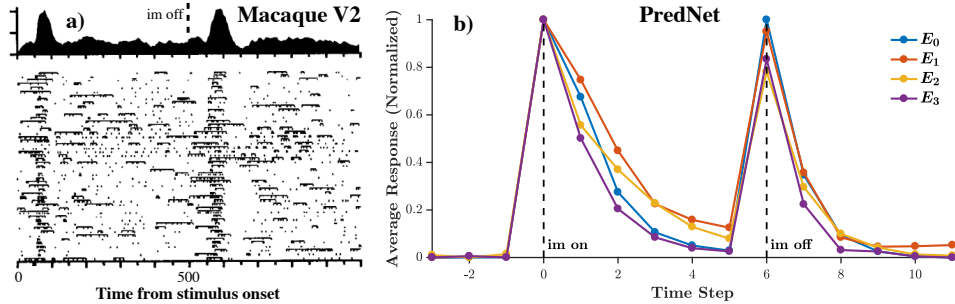 a)
im off
Macaque V2
0
500
Time from stimulus onset
b)
PredNet
Average Response (Normalized)
1
0.8
0.6
0.4
0.2
0
im on
im off
E0
E1
E2
E3
-2
0
2
4
6
8
10
Time Step